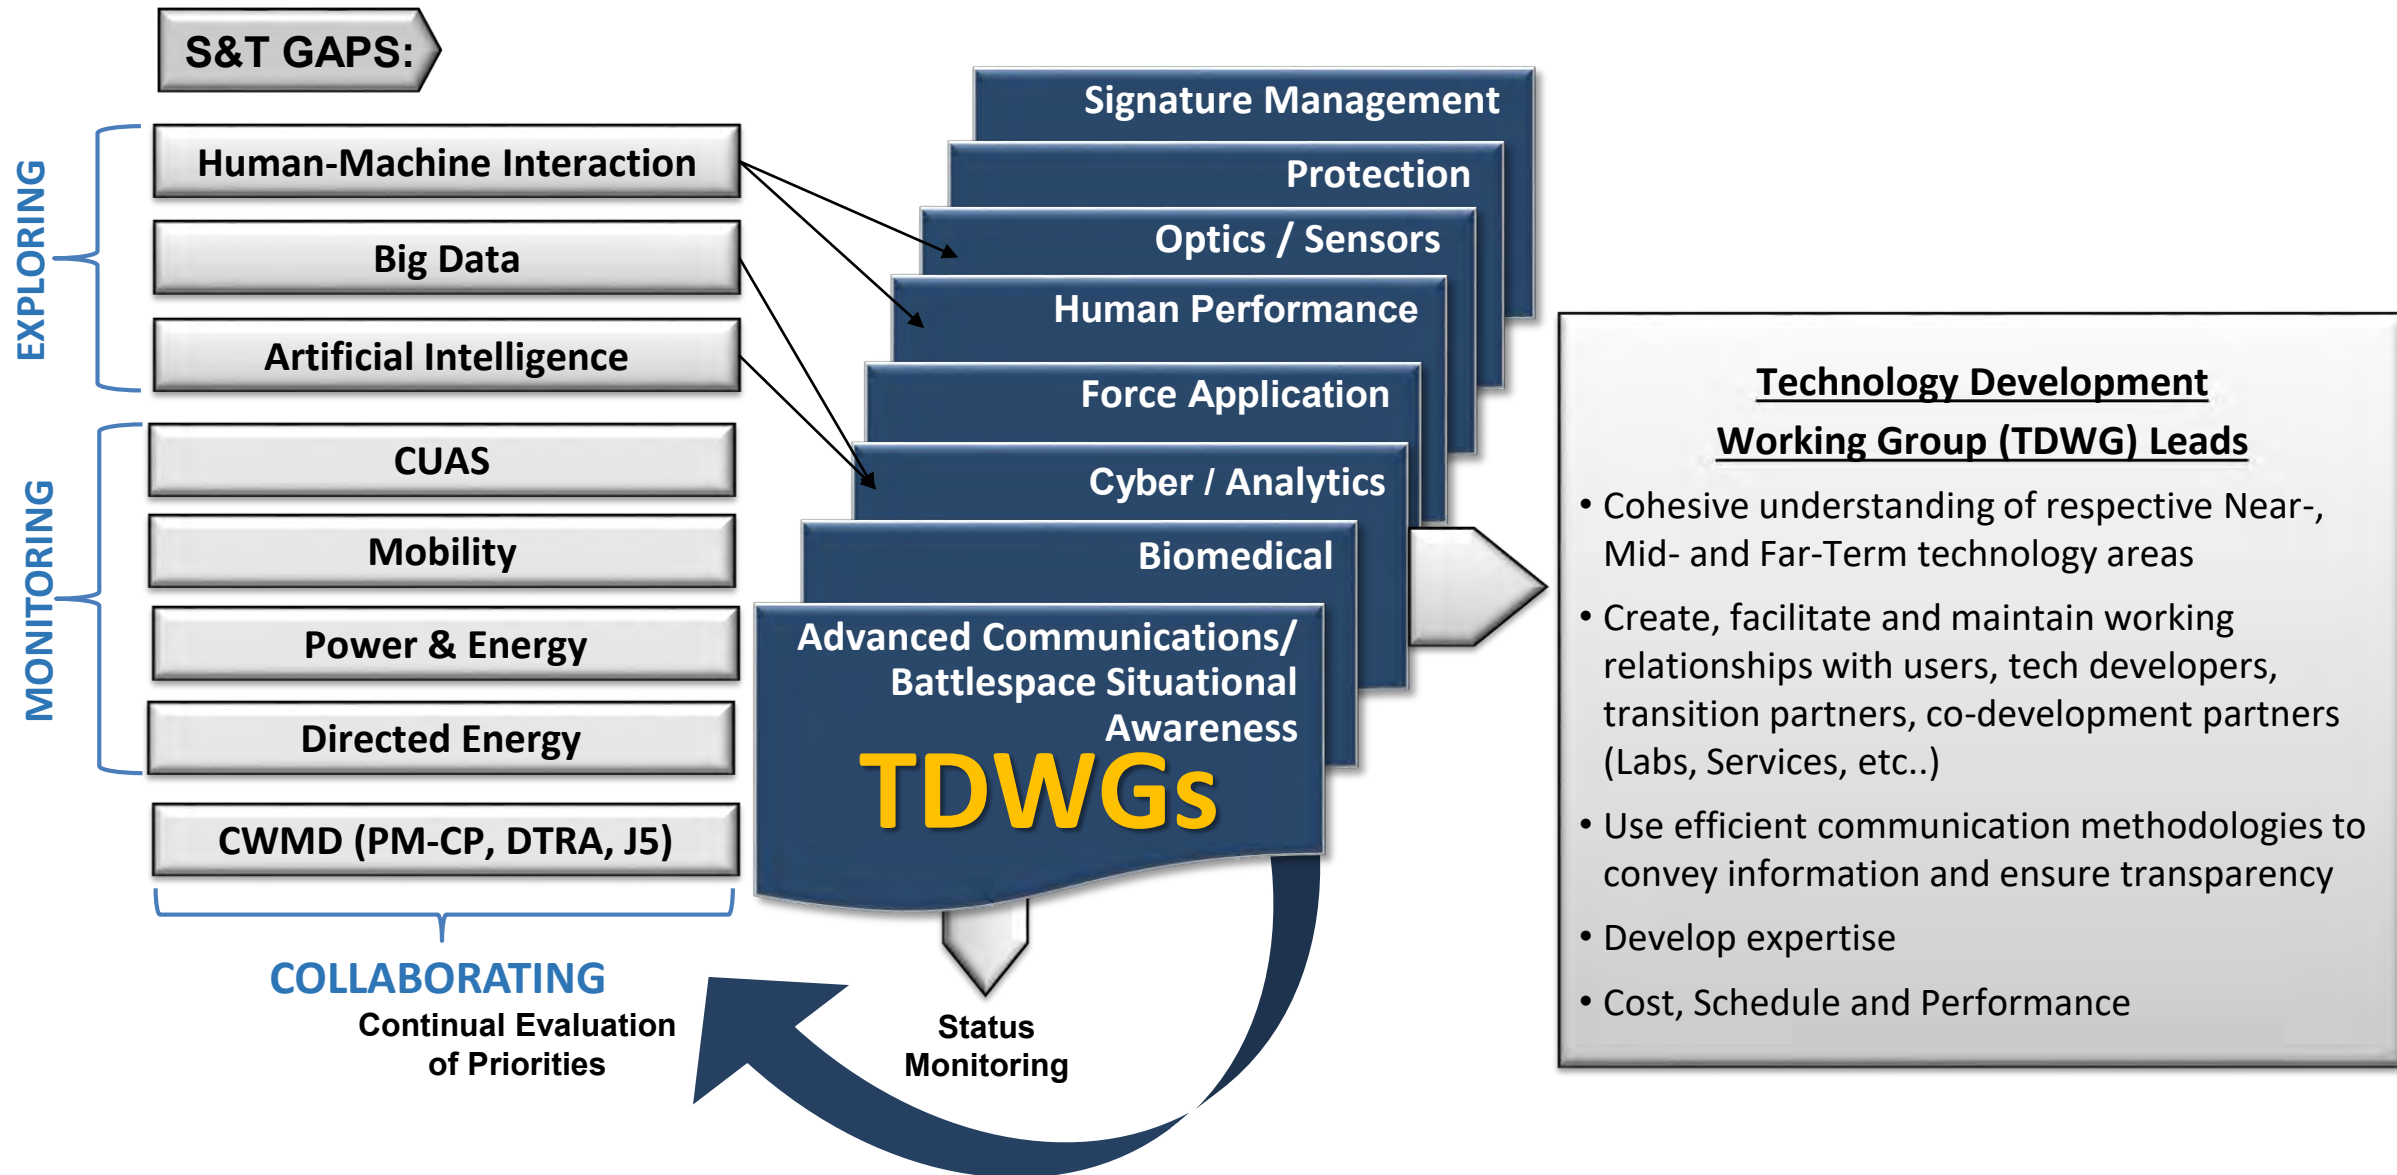 S&T GAPS:
EXPLORING
Human-Machine Interaction
Big Data
Artificial Intelligence
MONITORING
CUAS
Mobility
Power & Energy
Directed Energy
CWMD (PM-CP, DTRA, J5)
COLLABORATING
Continual Evaluation
of Priorities
Signature Management
Protection
Optics / Sensors
Human Performance
Force Application
Cyber / Analytics
Biomedical
Advanced Communications/
Battlespace Situational
Awareness
TDWGs
Status
Monitoring
Technology Development
Working Group (TDWG) Leads
• Cohesive understanding of respective Near-,
Mid- and Far-Term technology areas
• Create, facilitate and maintain working
relationships with users, tech developers,
transition partners, co-development partners
(Labs, Services, etc..)
• Use efficient communication methodologies to
convey information and ensure transparency
• Develop expertise
• Cost, Schedule and Performance